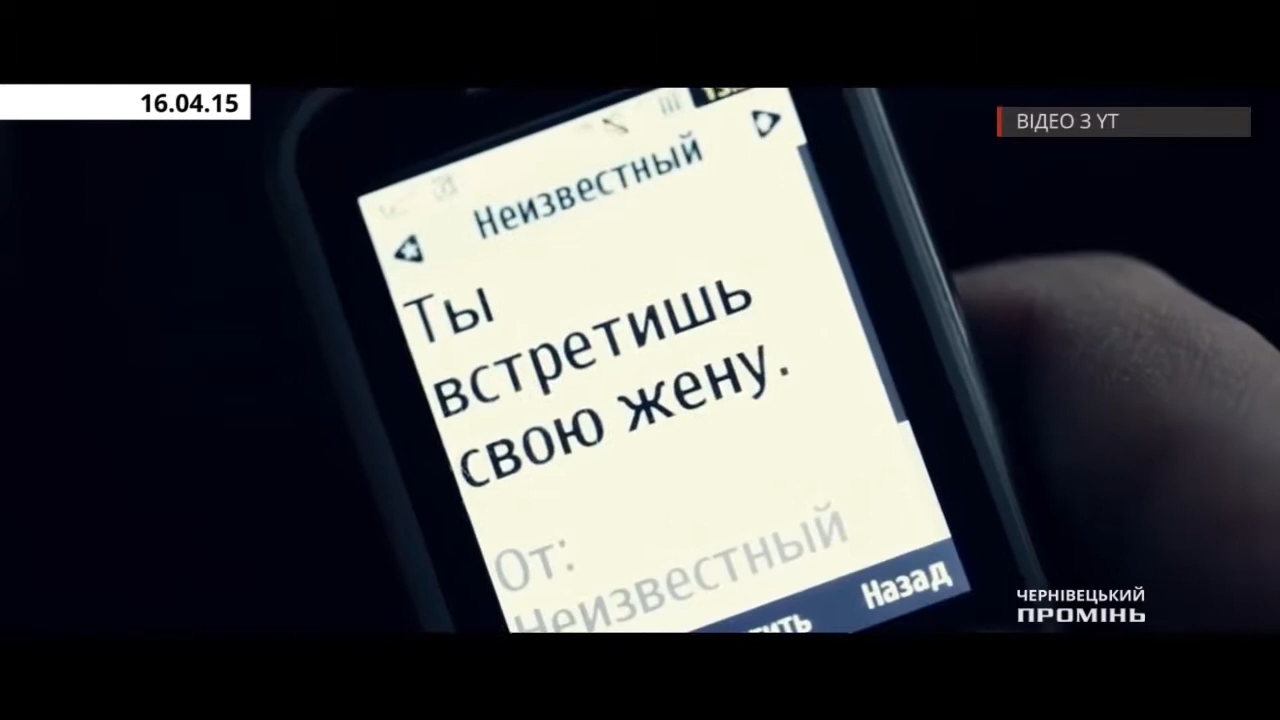 16.04.15
ВІДЕО З YT
Неизвестный
Ты
встретишь
свою жену.
От:
Неизвестный
Назад
ЧЕРНІВЕЦЬКИЙ
ПРОМІНЬ